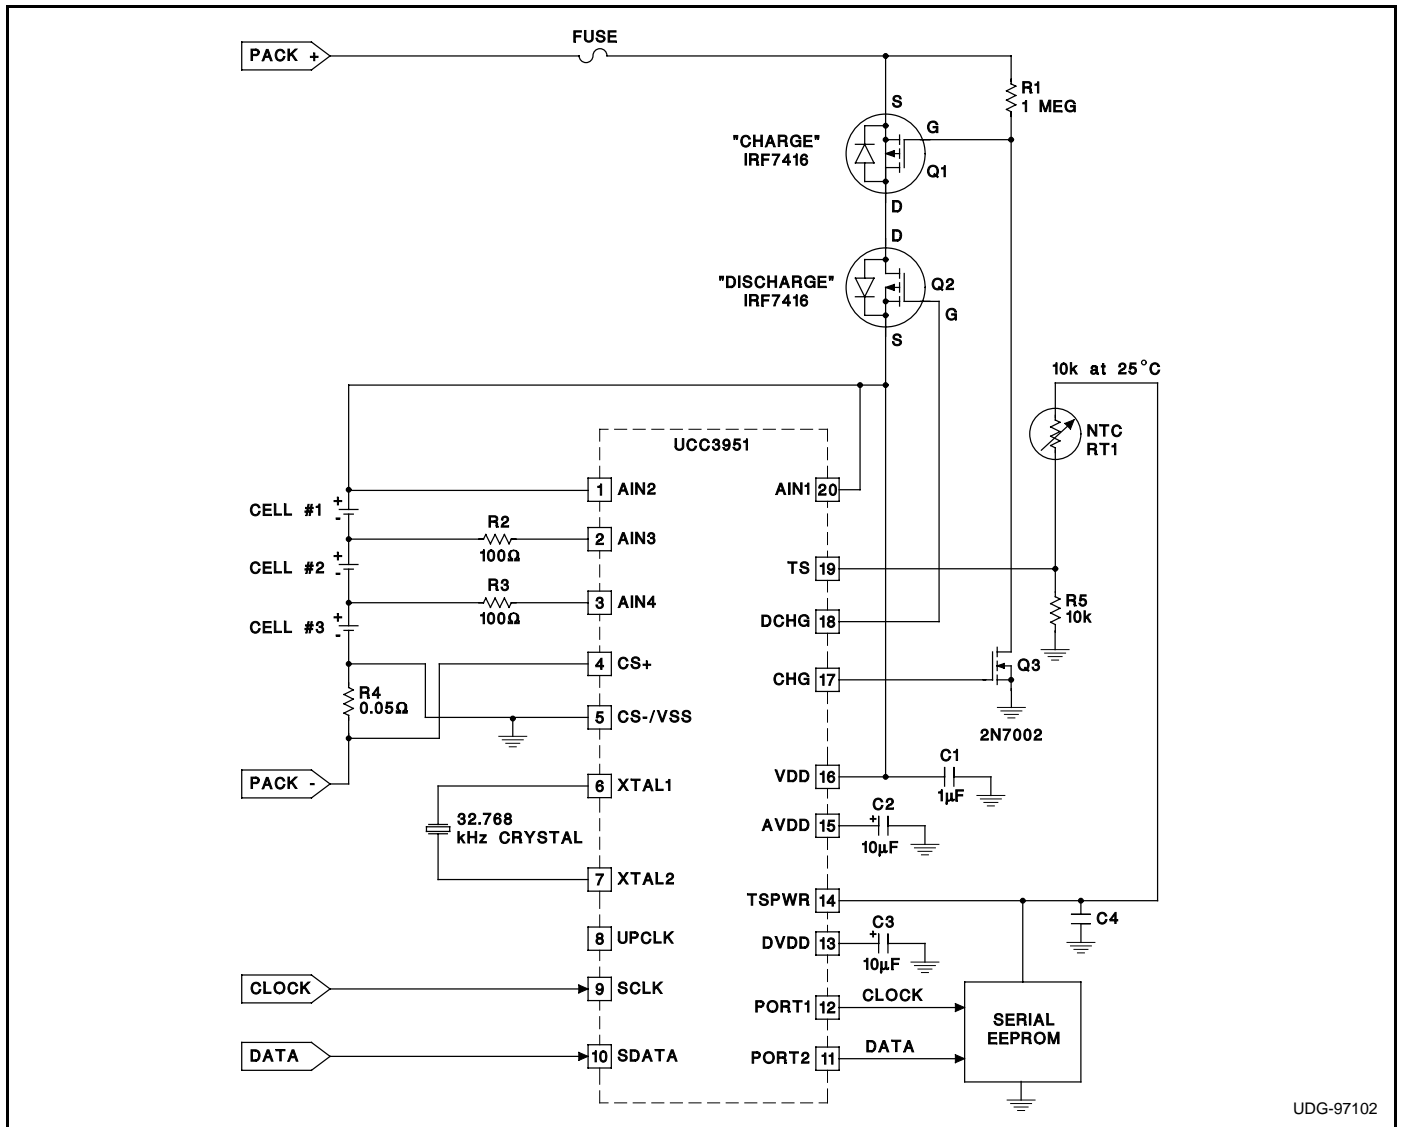 FUSE
PACK +
R1
1 MEG
S
G
"CHARGE"
IRF7416
Q1
D
D
"DISCHARGE"
IRF7416
Q2
G
S
10k at 25°C
NTC
RT1
UCC3951
1 AIN2
AIN1 20
CELL #1
+
-
R2
100Ω
2 AIN3
CELL #2
+
-
TS 19
R3
100Ω
3 AIN4
R5
10k
CELL #3
+
-
DCHG 18
4 CS+
Q3
CHG 17
R4
0.05Ω
5 CS-/VSS
2N7002
PACK -
6 XTAL1
VDD 16
C1
1µF
32.768
kHz CRYSTAL
AVDD 15
C2
+
10µF
7 XTAL2
TSPWR 14
C4
8 UPCLK
DVDD 13
C3
+
10µF
CLOCK
9 SCLK
PORT1 12
CLOCK
SERIAL
EEPROM
DATA
10 SDATA
PORT2 11
DATA
UDG-97102